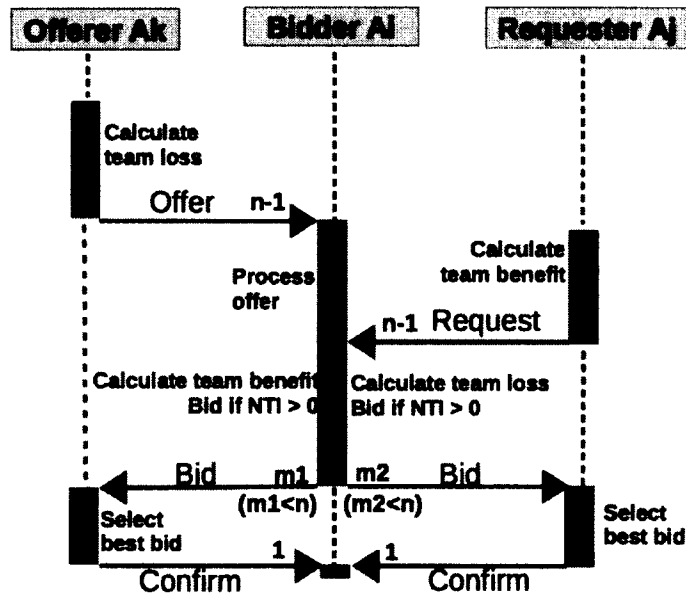 Offerer Ak
Bidder Ai
Requester Aj
Calculate
team loss
Offer
n-1
Calculate
team benefit
Process
offer
n-1
Request
Calculate team benefit
Bid if NTI > 0
Calculate team loss
Bid if NTI > 0
Bid
m1
m2
Bid
(m1<n)
(m2<n)
Select
best bid
Select
best bid
1
1
Confirm
Confirm